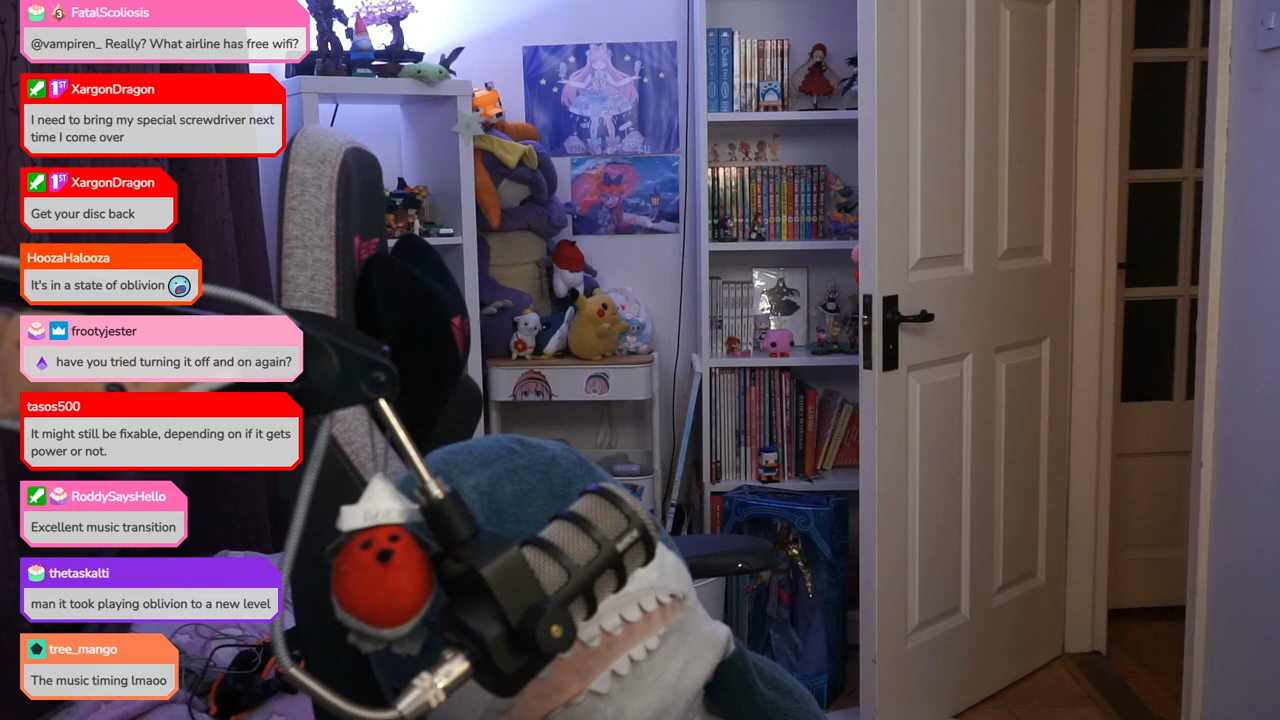 FatalScoliosis
@vampiren_ Really? What airline has free wifi?
XargonDragon
I need to bring my special screwdriver next
time I come over
XargonDragon
Get your disc back
HoozaHalooza
It's in a state of oblivion
frootyjester
have you tried turning it off and on again?
tasos500
It might still be fixable, depending on if it gets
power or not.
RoddySaysHello
Excellent music transition
thetaskalti
man it took playing oblivion to a new level
tree_mango
The music timing lmaoo